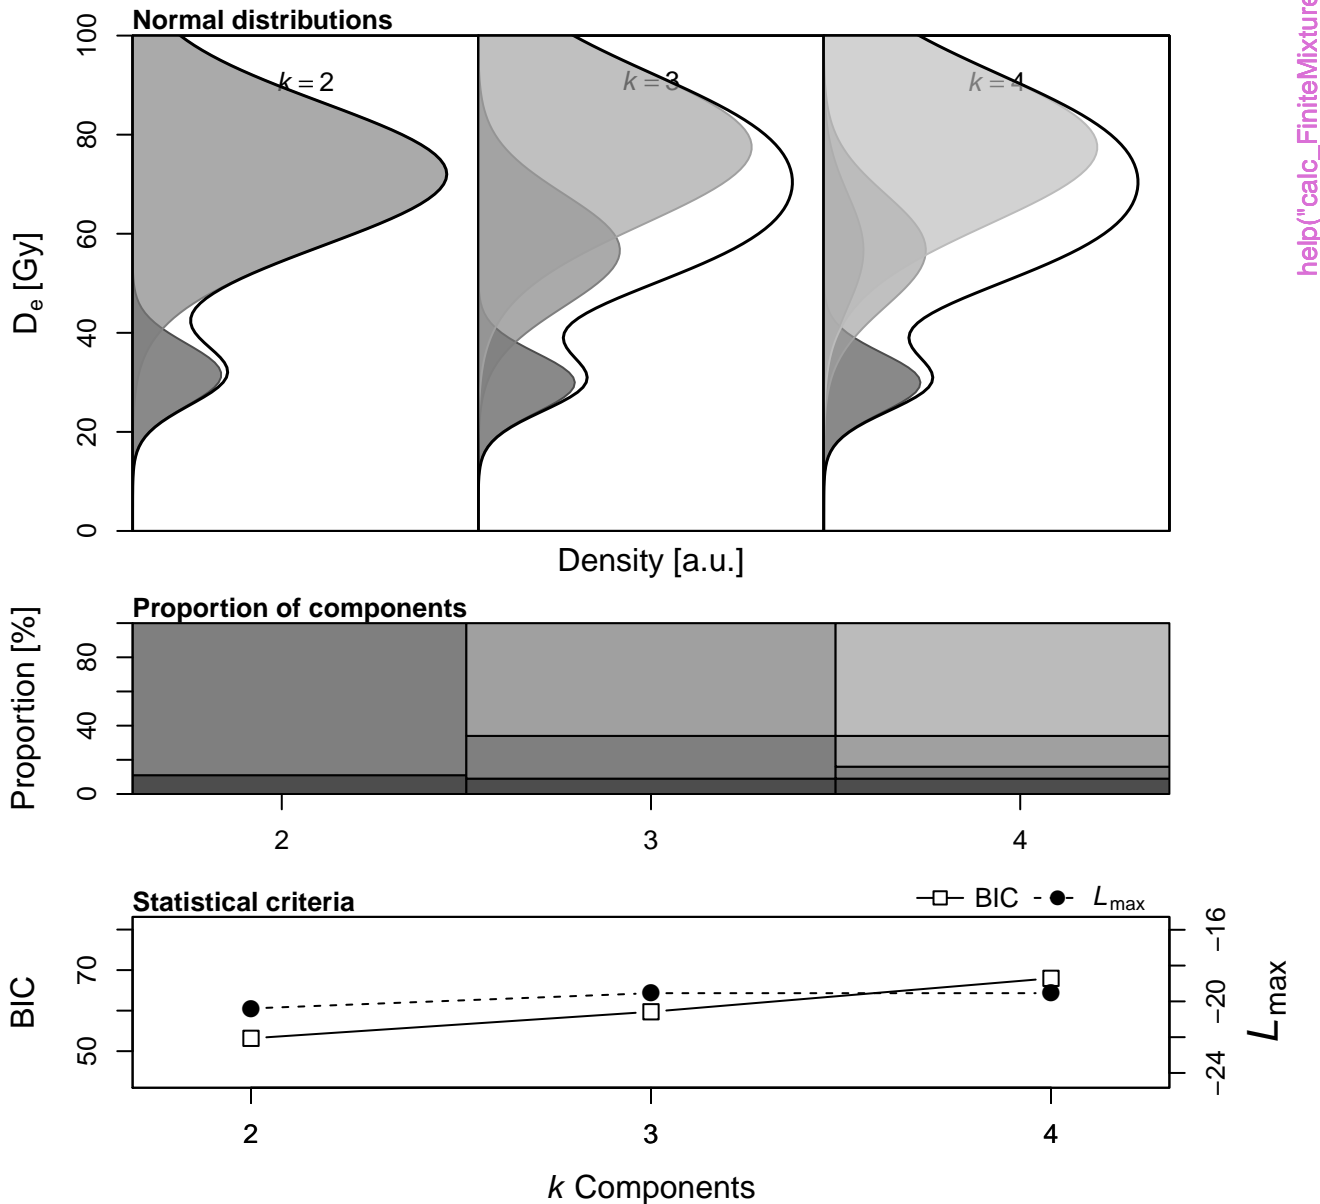 Normal distributions
help("calc_FiniteMixture
k = 2
k = 3
k = 4
100
80
60
40
20
0
De [Gy]
Density [a.u.]
Proportion of components
80
40
0
Proportion [%]
2
3
4
Statistical criteria
BIC
Lmax
70
50
BIC
−16
−20
−24
Lmax
2
3
4
k Components